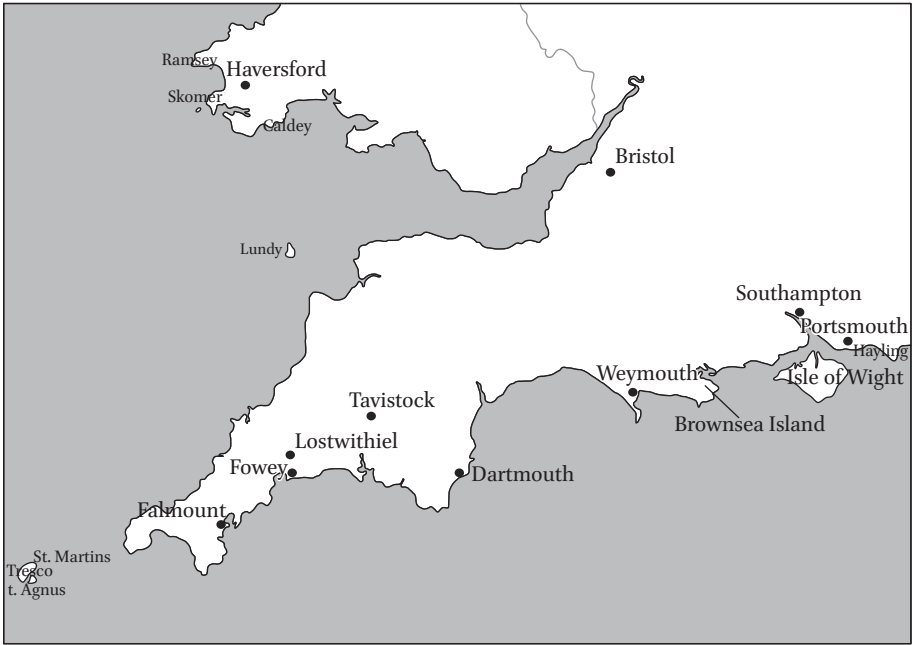 Ramsey
Haversford
Skomer
Caldey
Bristol
Lundy
Southampton
Portsmouth
Hayling
Weymouth
Isle of Wight
Tavistock
Brownsea Island
Lostwithiel
Fowey
Dartmouth
Falmount
St. Martins
Tresco
t. Agnus